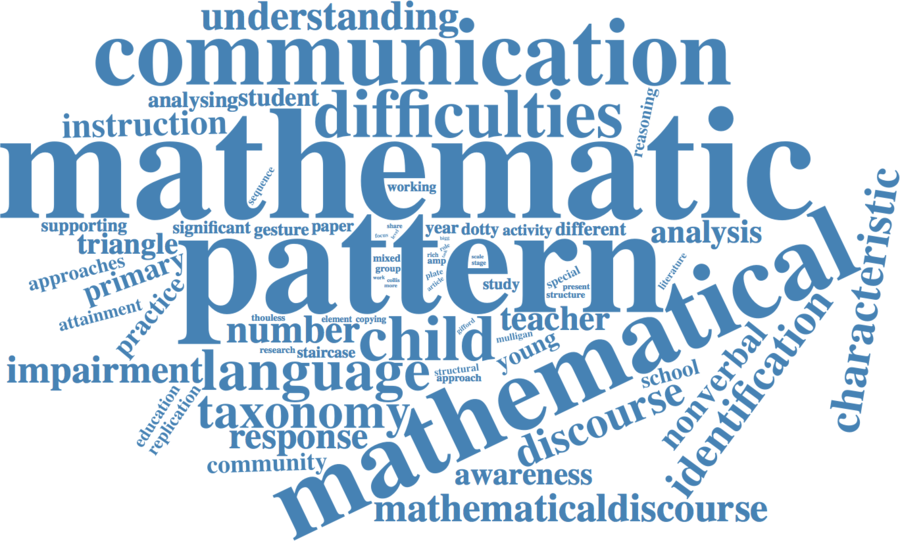 understanding
communication
analysing
student
difficulties
reasoning
instruction
mathematic
sequence
working
characteristic
supporting
significant
gesture
paper
share
year
dotty
activity
different
analysis
triangle
pattern
mathematical
approaches
primary
mixed
group
work
more
rich
amp
plate
article
scale
stage
study
special
present
structure
literature
attainment
practice
thouless
element
copying
number
child
gifford
teacher
mulligan
young
research
staircase
impairment
language
structural
approach
school
nonverbal
identification
education
replication
taxonomy
response
discourse
community
awareness
mathematicaldiscourse